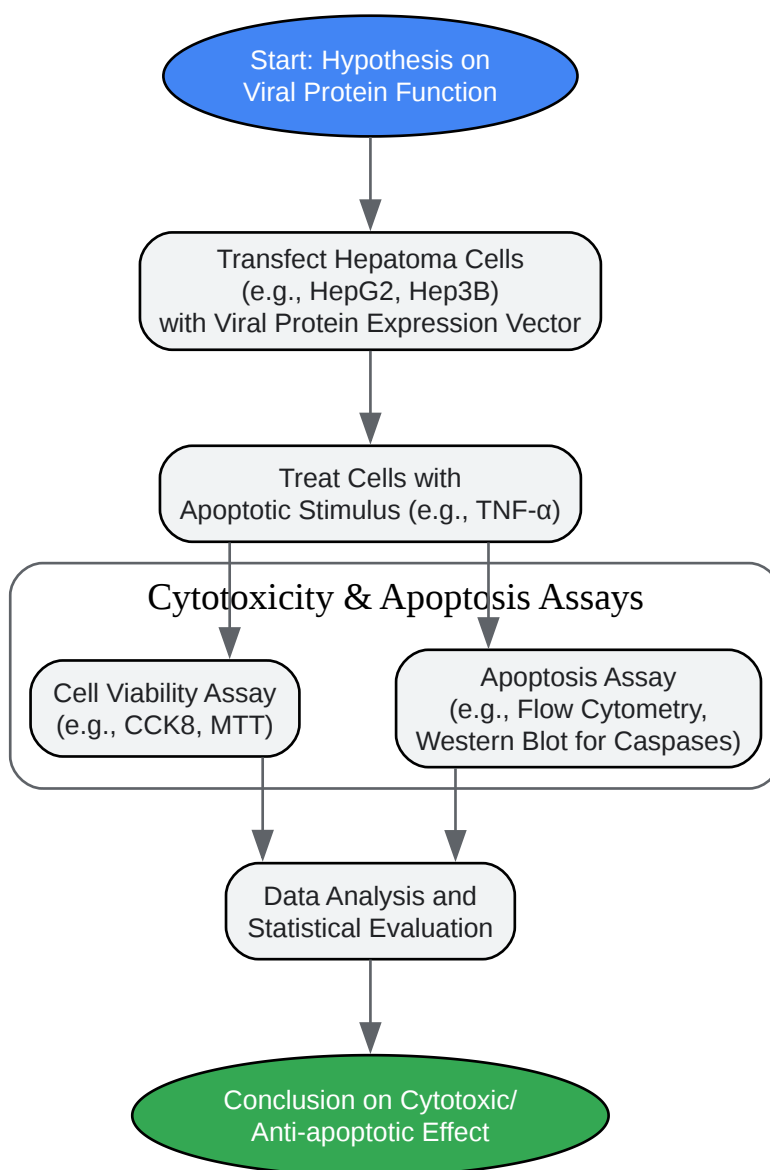 Start: Hypothesis on
Viral Protein Function
Transfect Hepatoma Cells
(e.g., HepG2, Hep3B)
with Viral Protein Expression Vector
Treat Cells with
Apoptotic Stimulus (e.g., TNF-α)
Cytotoxicity & Apoptosis Assays
Cell Viability Assay
(e.g., CCK8, MTT)
Apoptosis Assay
(e.g., Flow Cytometry,
Western Blot for Caspases)
Data Analysis and
Statistical Evaluation
Conclusion on Cytotoxic/
Anti-apoptotic Effect